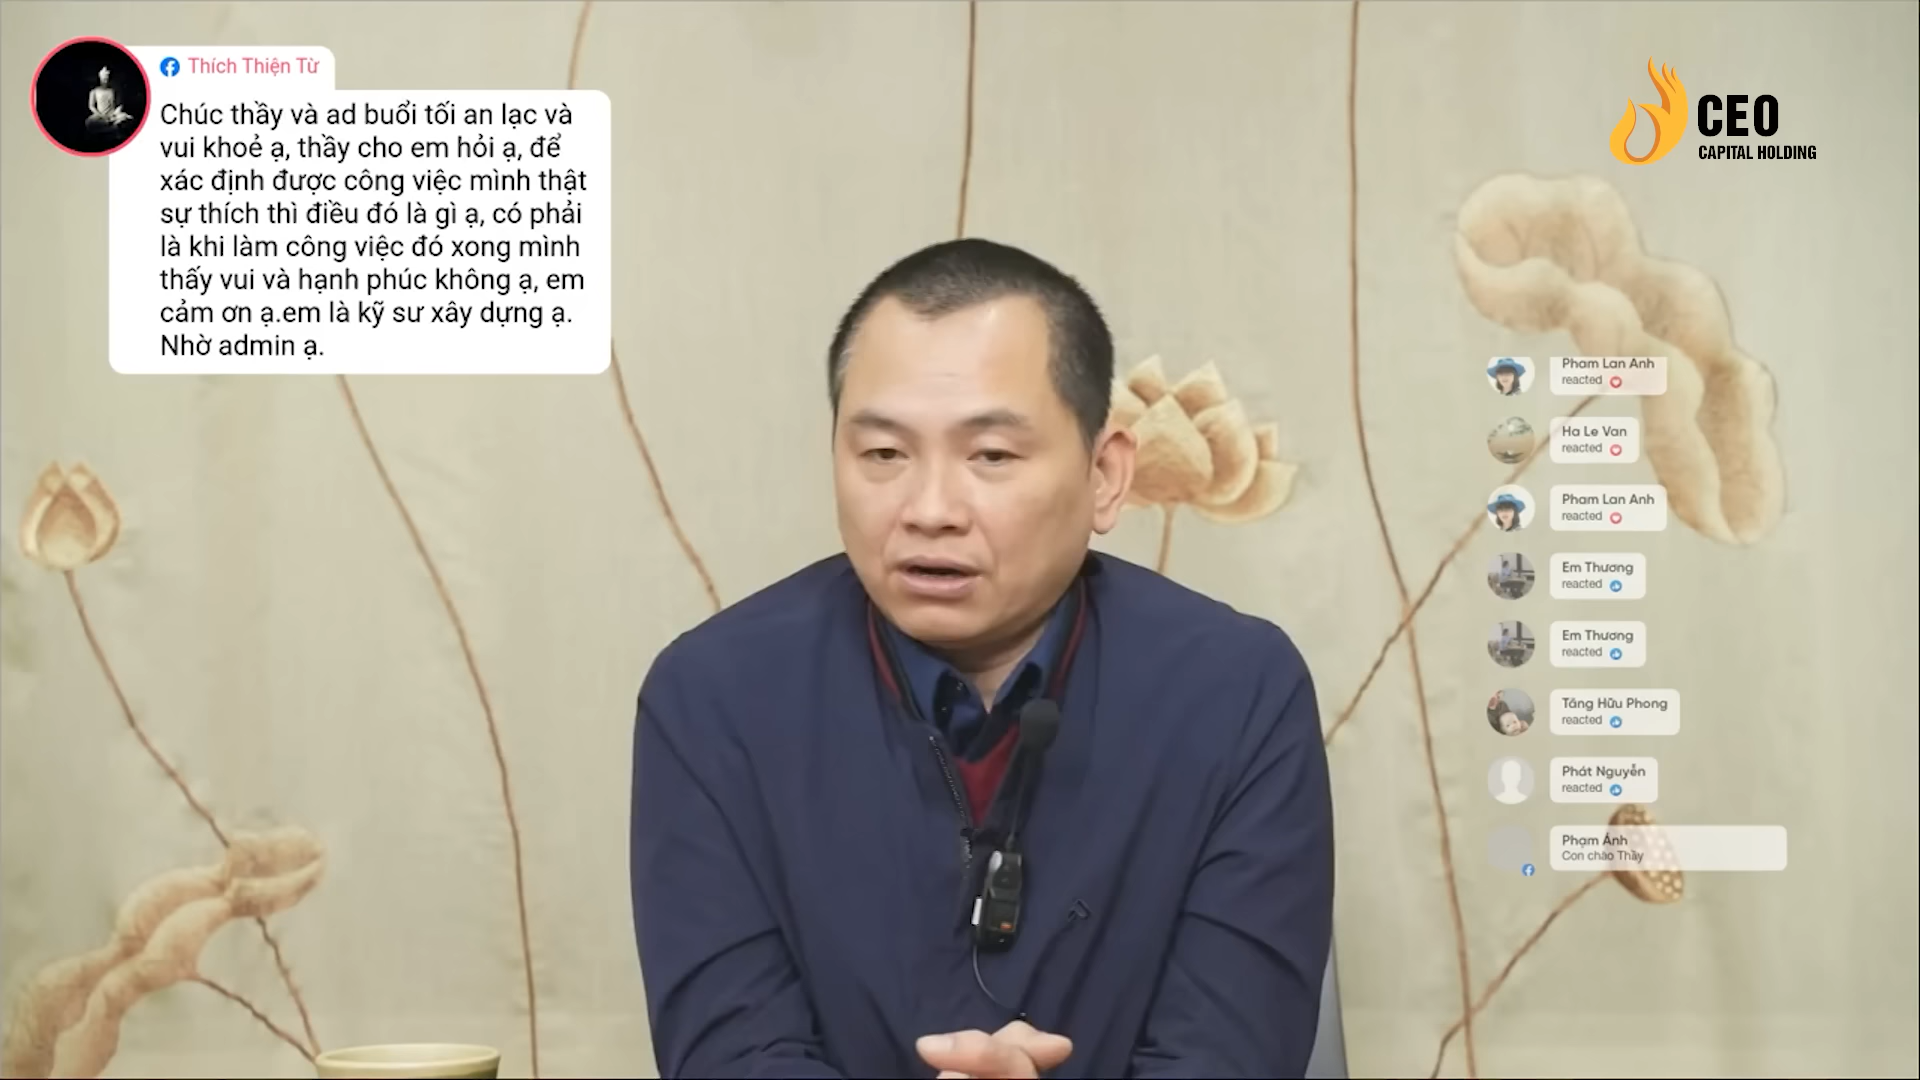 Thích Thiện Từ
Chúc thầy và ad buổi tối an lạc và
vui khoẻ ạ, thầy cho em hỏi ạ, để
xác định được công việc mình thật
sự thích thì điều đó là gì ạ, có phải
là khi làm công việc đó xong mình
thấy vui và hạnh phúc không ạ, em
cảm ơn ạ.em là kỹ sư xây dựng ạ.
Nhờ admin ạ.
CEO
CAPITAL HOLDING
Pham Lan Anh
reacted
Ha Le Van
reacted
Pham Lan Anh
reacted
Em Thương
reacted
Em Thương
reacted
Tăng Hữu Phong
reacted
Phát Nguyễn
reacted
Phạm Ánh
Con chào Thầy